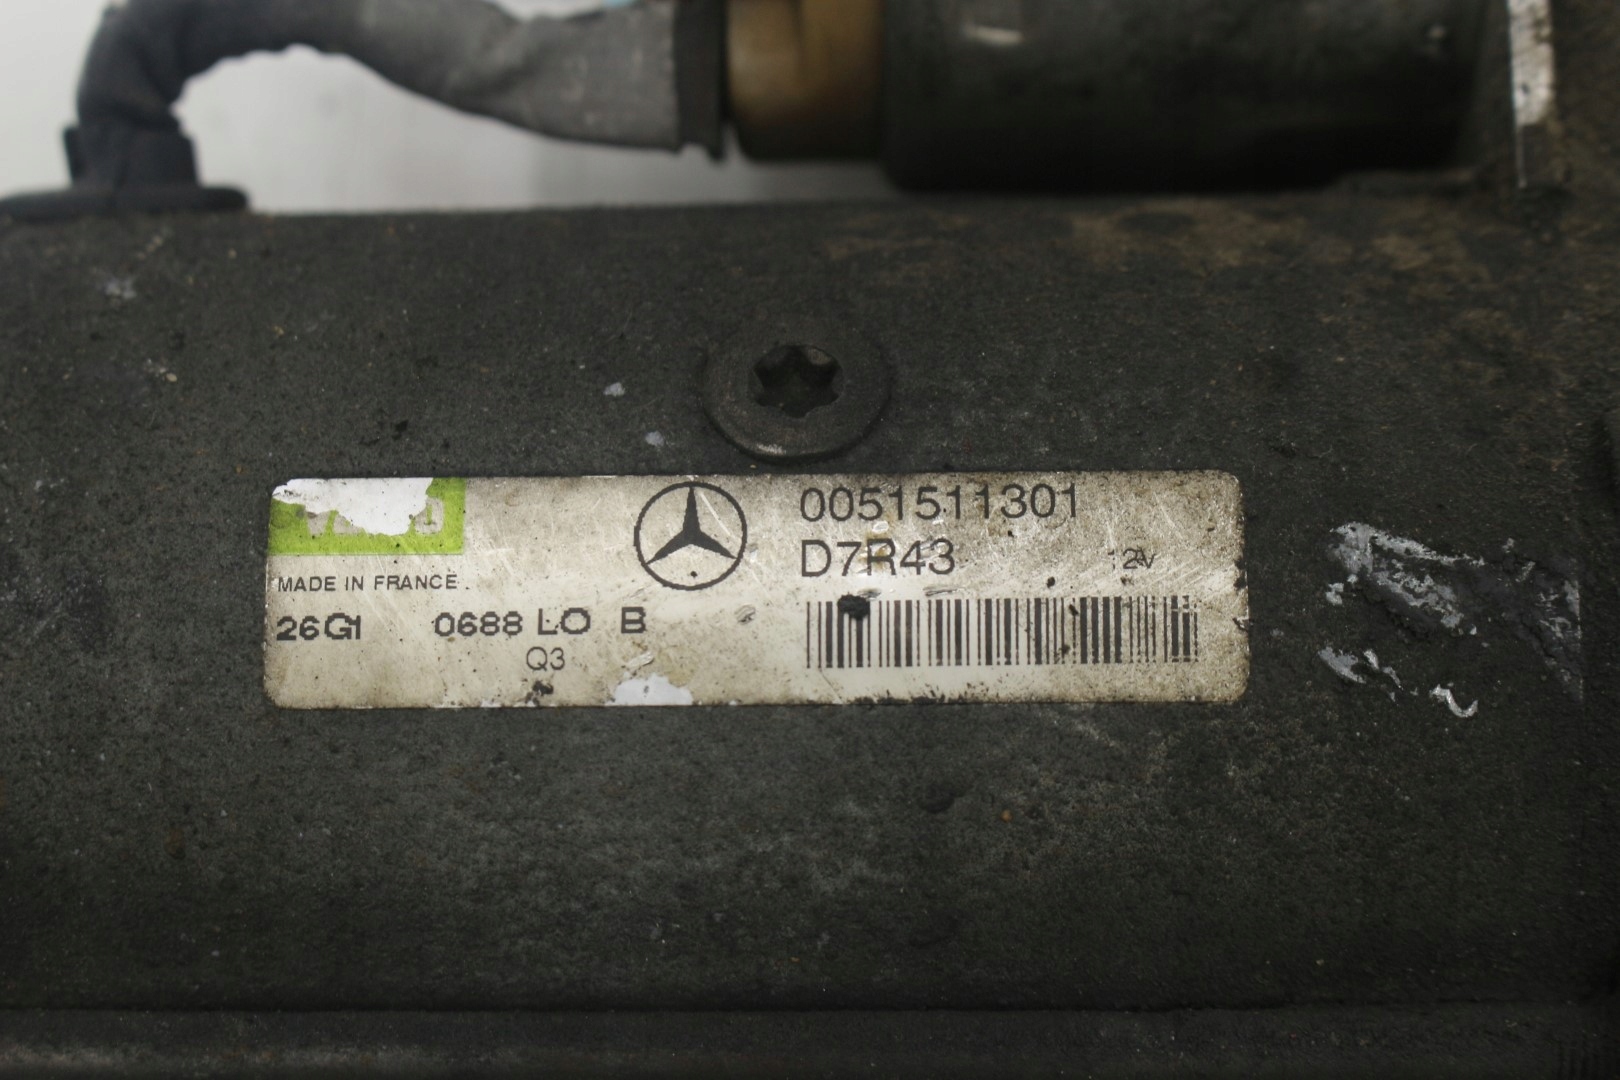 0051511301
D7R43 12V
MADE IN FRANCE
26G1 0688 LO B
Q3